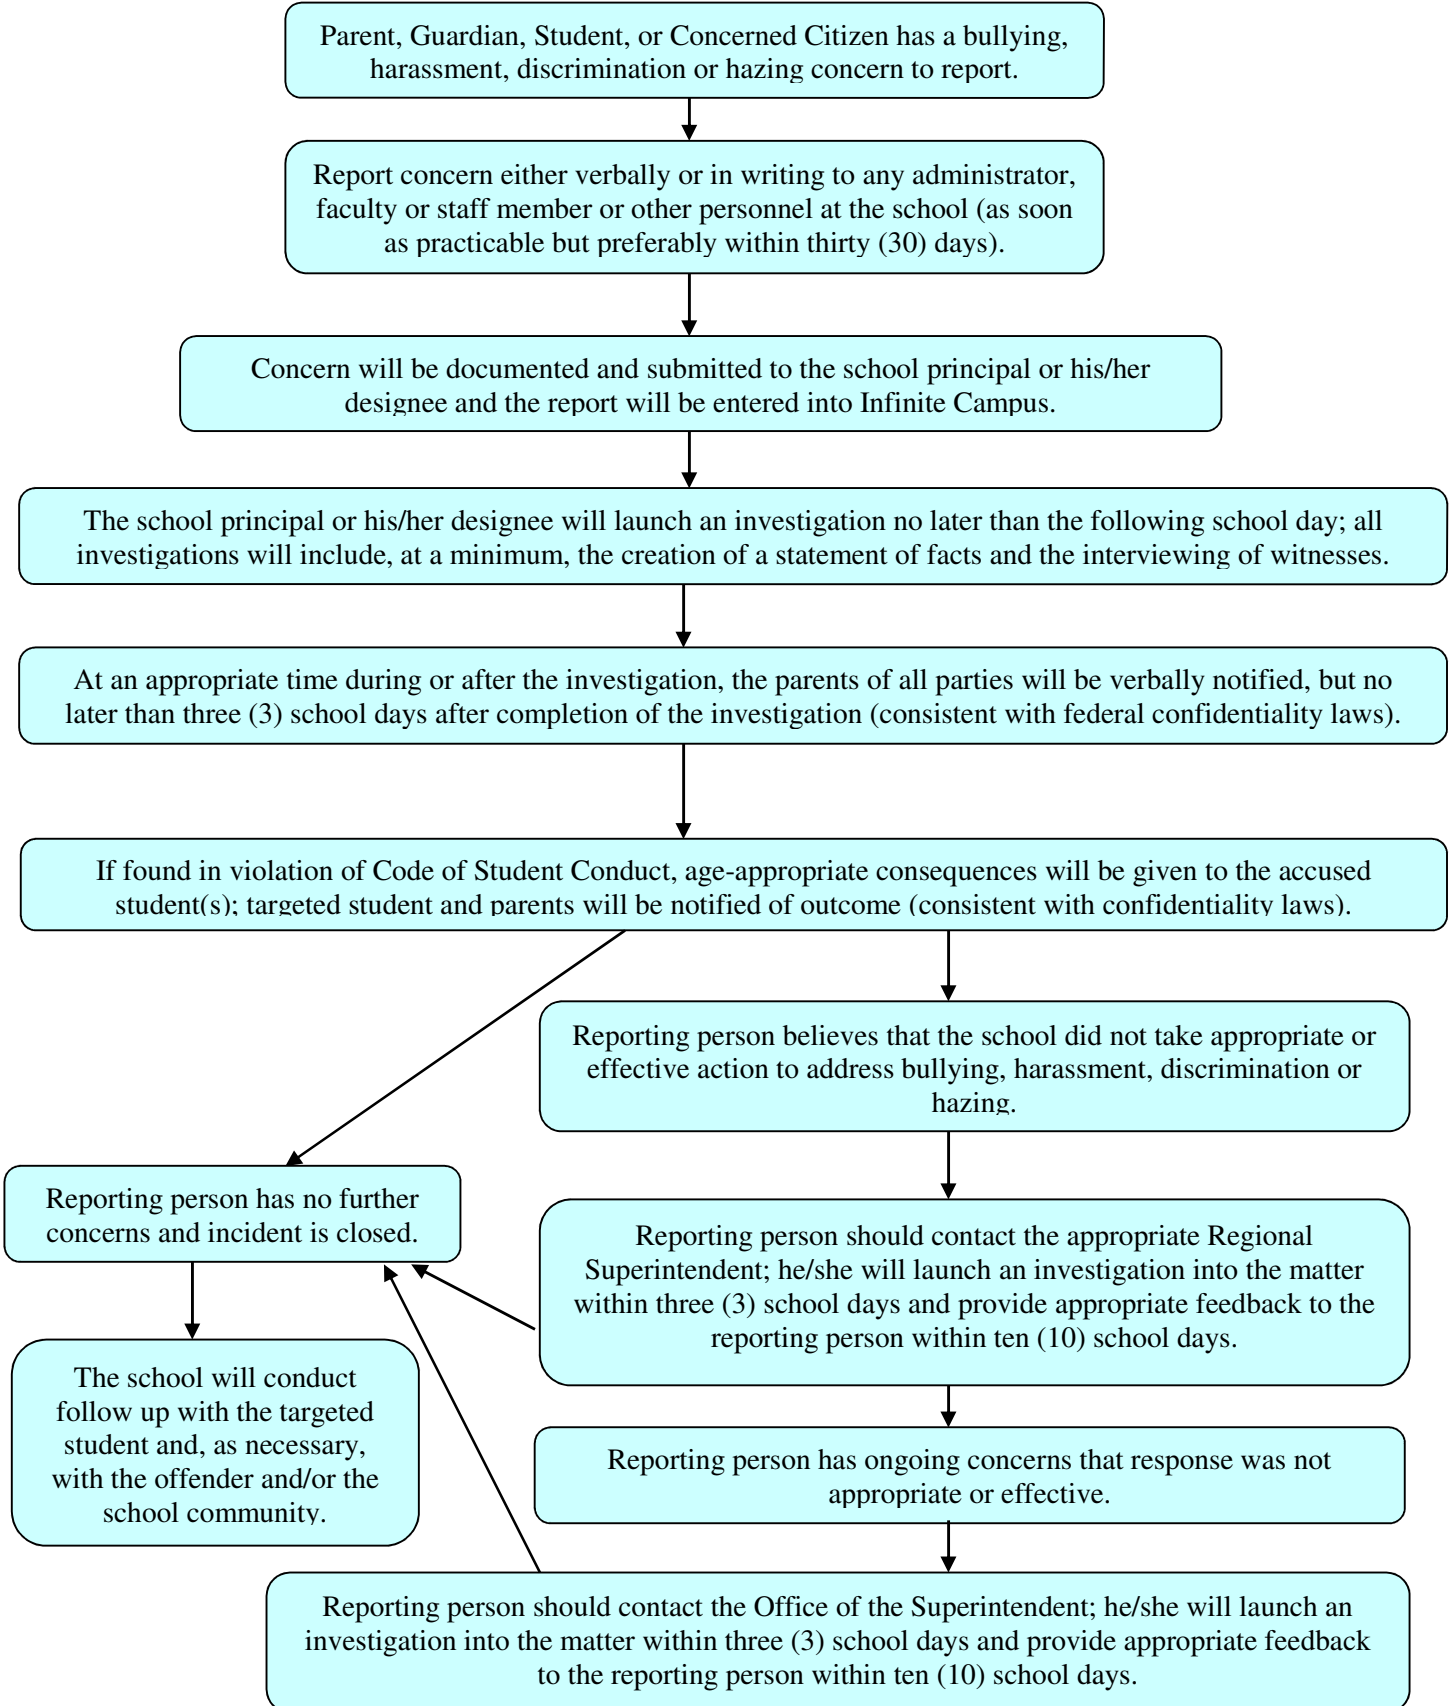 Parent, Guardian, Student, or Concerned Citizen has a bullying,
harassment, discrimination or hazing concern to report.
Report concern either verbally or in writing to any administrator,
faculty or staff member or other personnel at the school (as soon
as practicable but preferably within thirty (30) days).
Concern will be documented and submitted to the school principal or his/her
designee and the report will be entered into Infinite Campus.
The school principal or his/her designee will launch an investigation no later than the following school day; all
investigations will include, at a minimum, the creation of a statement of facts and the interviewing of witnesses.
At an appropriate time during or after the investigation, the parents of all parties will be verbally notified, but no
later than three (3) school days after completion of the investigation (consistent with federal confidentiality laws).
If found in violation of Code of Student Conduct, age-appropriate consequences will be given to the accused
student(s); targeted student and parents will be notified of outcome (consistent with confidentiality laws).
Reporting person believes that the school did not take appropriate or
effective action to address bullying, harassment, discrimination or
hazing.
Reporting person has no further
concerns and incident is closed.
Reporting person should contact the appropriate Regional
Superintendent; he/she will launch an investigation into the matter
within three (3) school days and provide appropriate feedback to the
reporting person within ten (10) school days.
The school will conduct
follow up with the targeted
student and, as necessary,
with the offender and/or the
school community.
Reporting person has ongoing concerns that response was not
appropriate or effective.
Reporting person should contact the Office of the Superintendent; he/she will launch an
investigation into the matter within three (3) school days and provide appropriate feedback
to the reporting person within ten (10) school days.